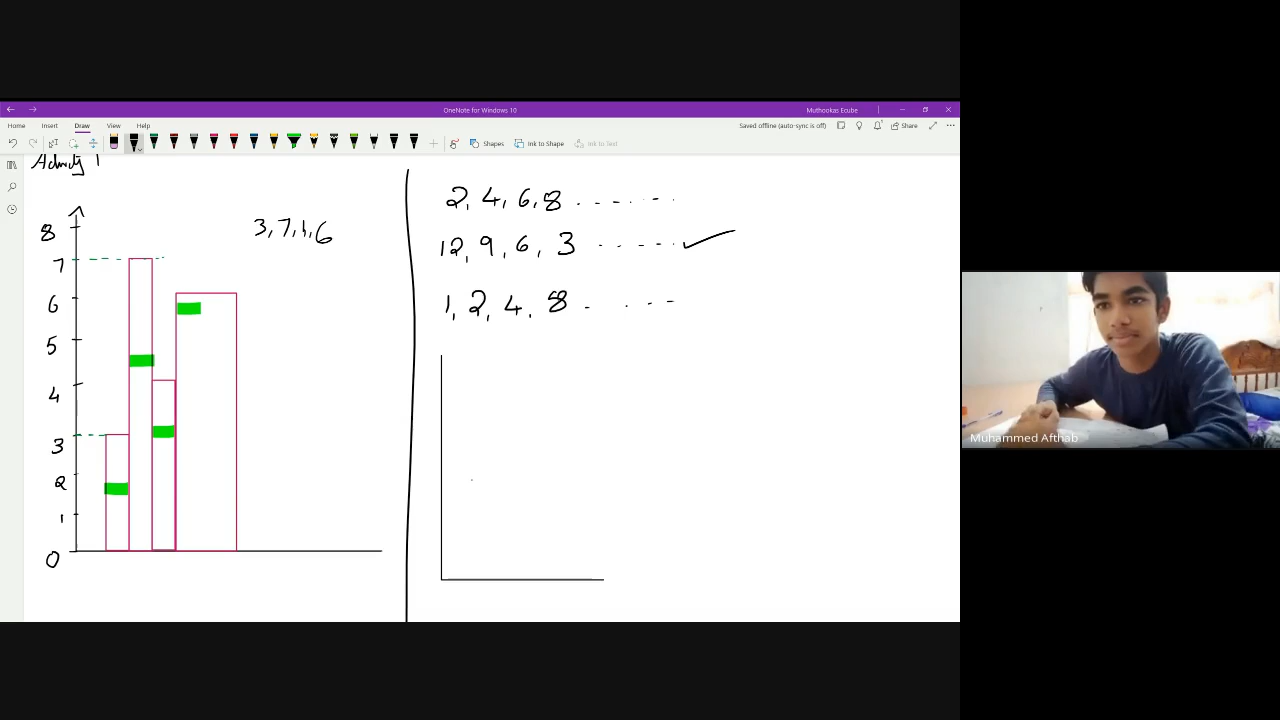 OneNote for Windows 10
Muthookas Ecube
Home Insert Draw View Help
Saved offline (auto-sync is off)
Share
Shapes
Ink to Shape
Ink to Text
Activity 1
8
7
6
5
4
3
2
1
0
3, 7, 4, 6
2, 4, 6, 8 . - - - - - .
12, 9, 6, 3 - - - - -
1, 2, 4, 8 . . - - -
Muhammed Afthab